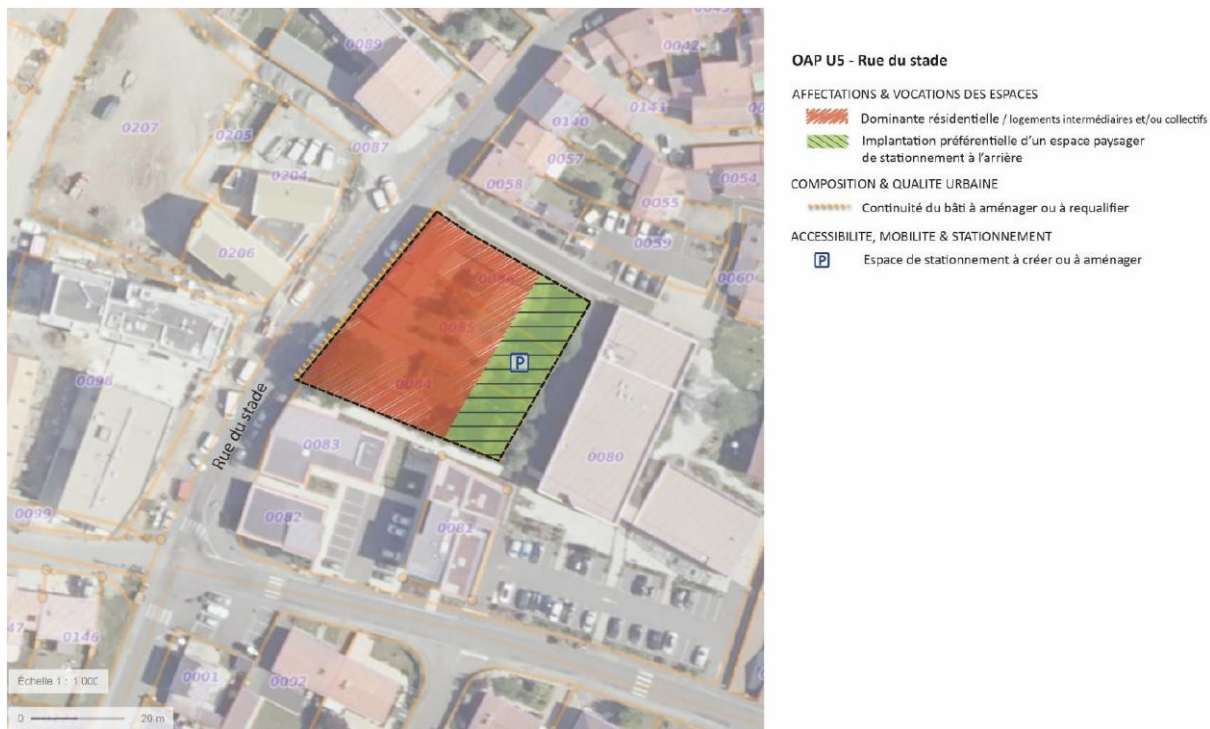 OAP U5 - Rue du stade
AFFECTATIONS & VOCATIONS DES ESPACES
Dominante résidentielle / logements intermédiaires et/ou collectifs
Implantation préférentielle d'un espace paysager
de stationnement à l'arrière
COMPOSITION & QUALITE URBAINE
Continuité du bâti à aménager ou à requalifier
ACCESSIBILITE, MOBILITE & STATIONNEMENT
P Espace de stationnement à créer ou à aménager
0089
0042
0207
0205
0087
0140
0204
0057
0054
0058
0055
0059
0206
0060
0085
P
0084
0098
Rue du stade
0083
0080
0099
0082
0081
47
0146
0001
0002
Échelle 1 : 1 000
0 20 m